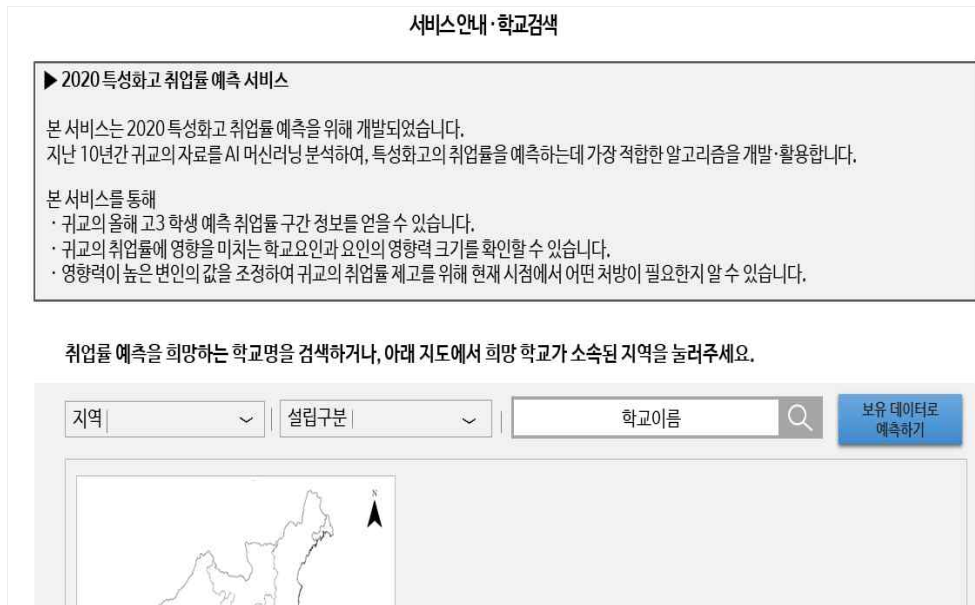 서비스 안내 · 학교검색
▶ 2020 특성화고 취업률 예측 서비스
본 서비스는 2020 특성화고 취업률 예측을 위해 개발되었습니다.
지난 10년간 귀교의 자료를 AI 머신러닝 분석하여, 특성화고의 취업률을 예측하는데 가장 적합한 알고리즘을 개발·활용합니다.
본 서비스를 통해
· 귀교의 올해 고3 학생 예측 취업률 구간 정보를 얻을 수 있습니다.
· 귀교의 취업률에 영향을 미치는 학교요인과 요인의 영향력 크기를 확인할 수 있습니다.
· 영향력이 높은 변인의 값을 조정하여 귀교의 취업률 제고를 위해 현재 시점에서 어떤 처방이 필요한지 알 수 있습니다.
취업률 예측을 희망하는 학교명을 검색하거나, 아래 지도에서 희망 학교가 소속된 지역을 눌러주세요.
지역 | 설립구분 | 학교이름
보유 데이터로
예측하기
N